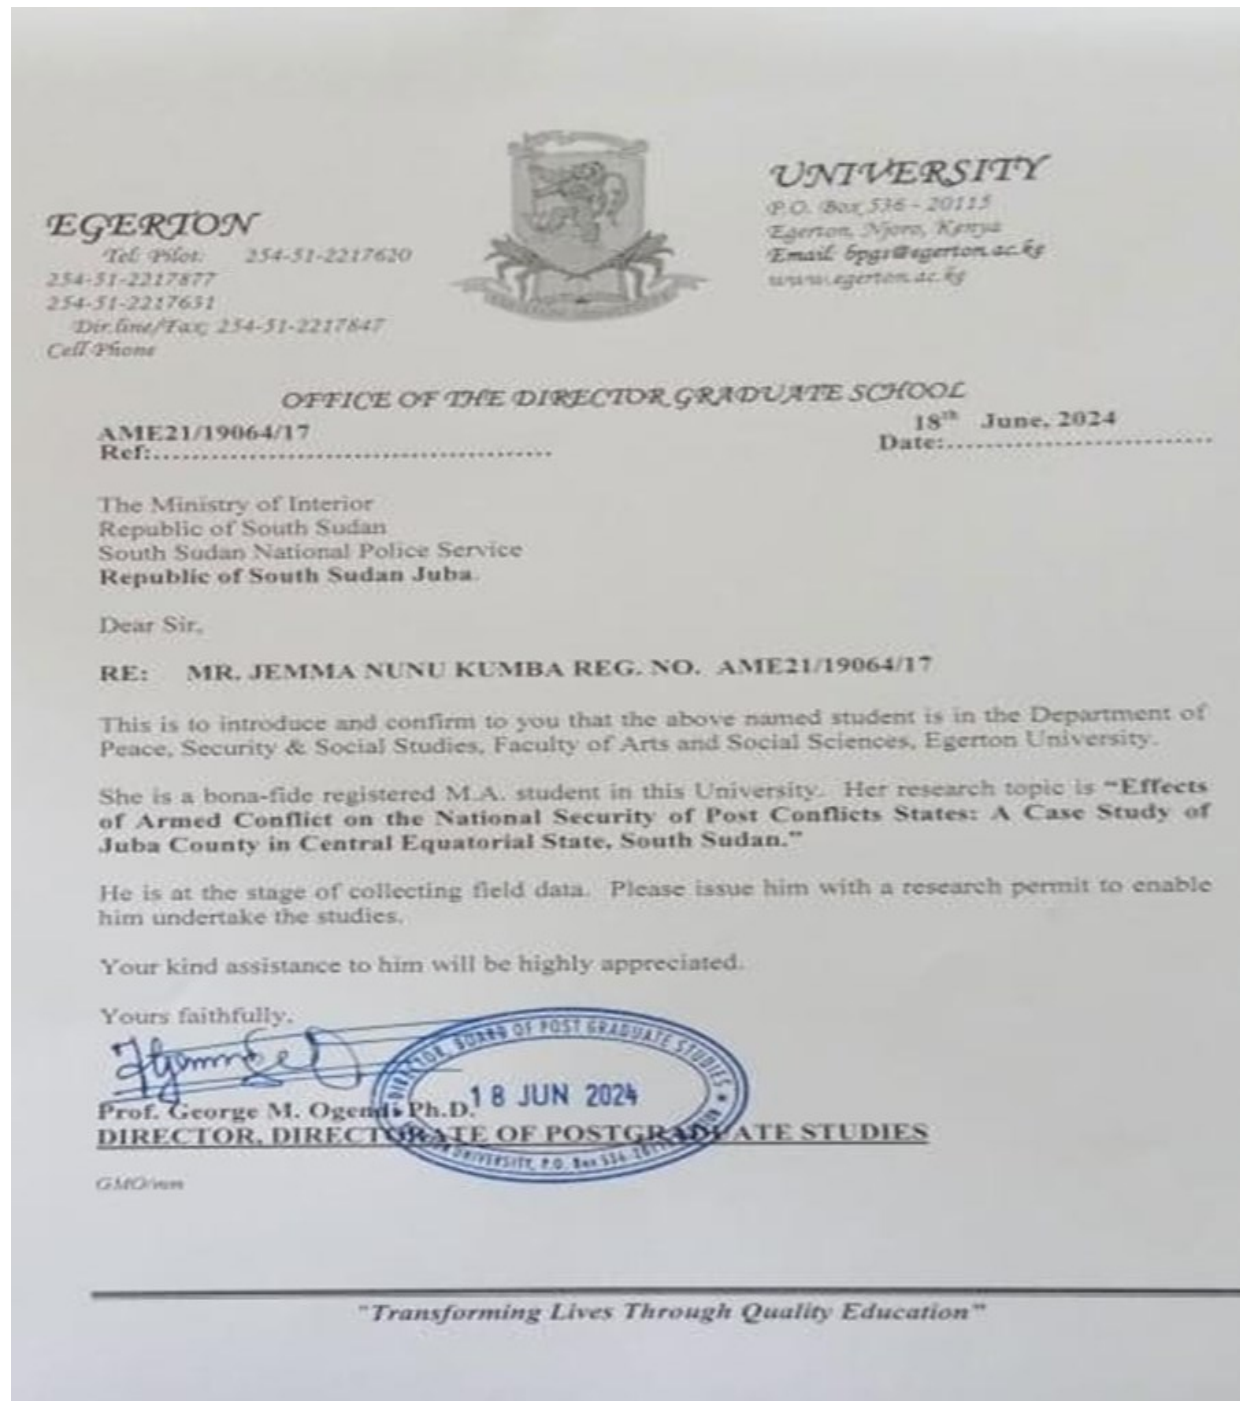 EGERTON
Tel: Pilot: 254-51-2217620
254-51-2217877
254-51-2217631
Dir.line/Fax; 254-51-2217847
Cell Phone
UNIVERSITY
P.O. Box 536 - 20115
Egerton, Njoro, Kenya
Email: bpgs@egerton.ac.ke
www.egerton.ac.ke
OFFICE OF THE DIRECTOR GRADUATE SCHOOL
AME21/19064/17
Ref:..........................................
18th June, 2024
Date:............................
The Ministry of Interior
Republic of South Sudan
South Sudan National Police Service
Republic of South Sudan Juba.
Dear Sir,
RE: MR. JEMMA NUNU KUMBA REG. NO. AME21/19064/17
This is to introduce and confirm to you that the above named student is in the Department of
Peace, Security & Social Studies, Faculty of Arts and Social Sciences, Egerton University.
She is a bona-fide registered M.A. student in this University. Her research topic is “Effects
of Armed Conflict on the National Security of Post Conflicts States: A Case Study of
Juba County in Central Equatorial State, South Sudan.”
He is at the stage of collecting field data. Please issue him with a research permit to enable
him undertake the studies.
Your kind assistance to him will be highly appreciated.
Yours faithfully,
DIRECTOR, BOARD OF POST GRADUATE STUDIES
18 JUN 2024
UNIVERSITY, P.O. Box 536-
Prof. George M. Ogendi Ph.D.
DIRECTOR, DIRECTORATE OF POSTGRADUATE STUDIES
GMO/mm
"Transforming Lives Through Quality Education"